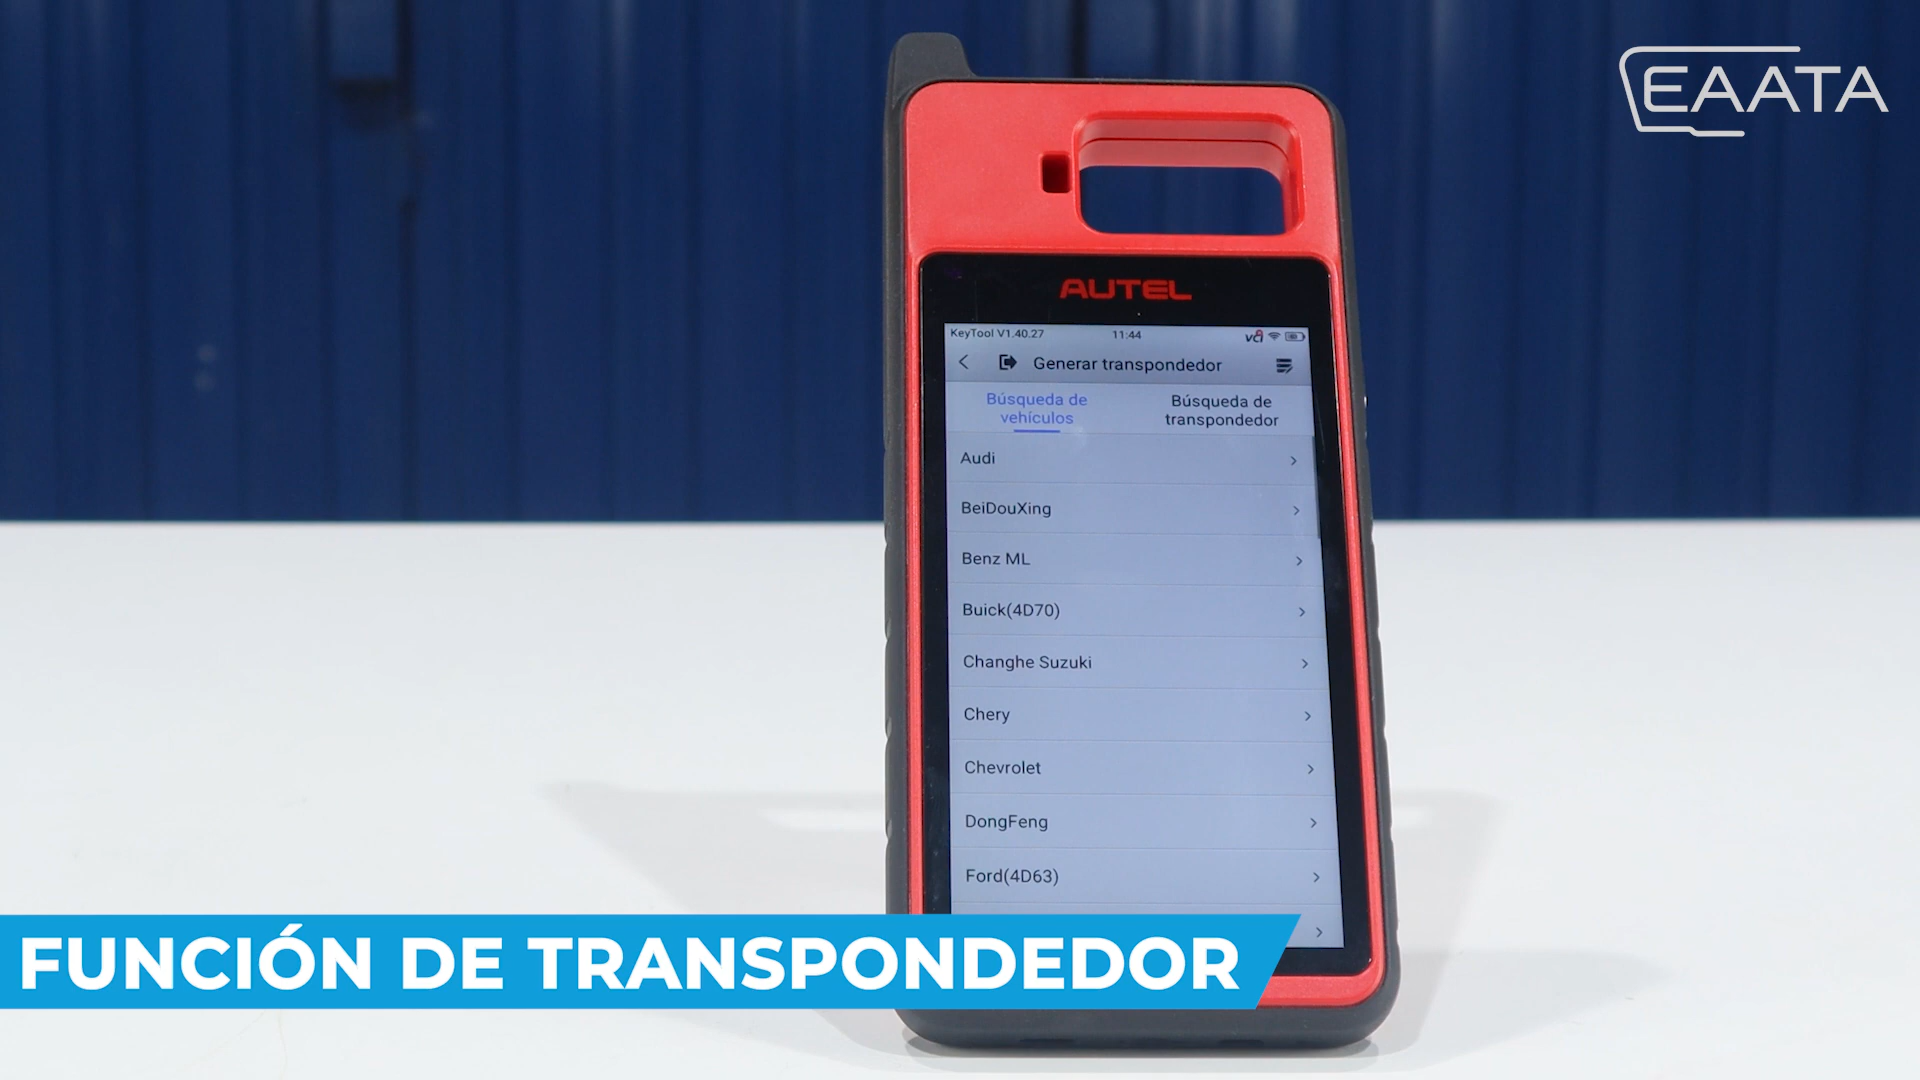 EAATA
AUTEL
KeyTool V1.40.27 11:44 VCI
Generar transpondedor
Búsqueda de vehículos
Búsqueda de transpondedor
Audi
BeiDouXing
Benz ML
Buick(4D70)
Changhe Suzuki
Chery
Chevrolet
DongFeng
Ford(4D63)
FUNCIÓN DE TRANSPONDEDOR